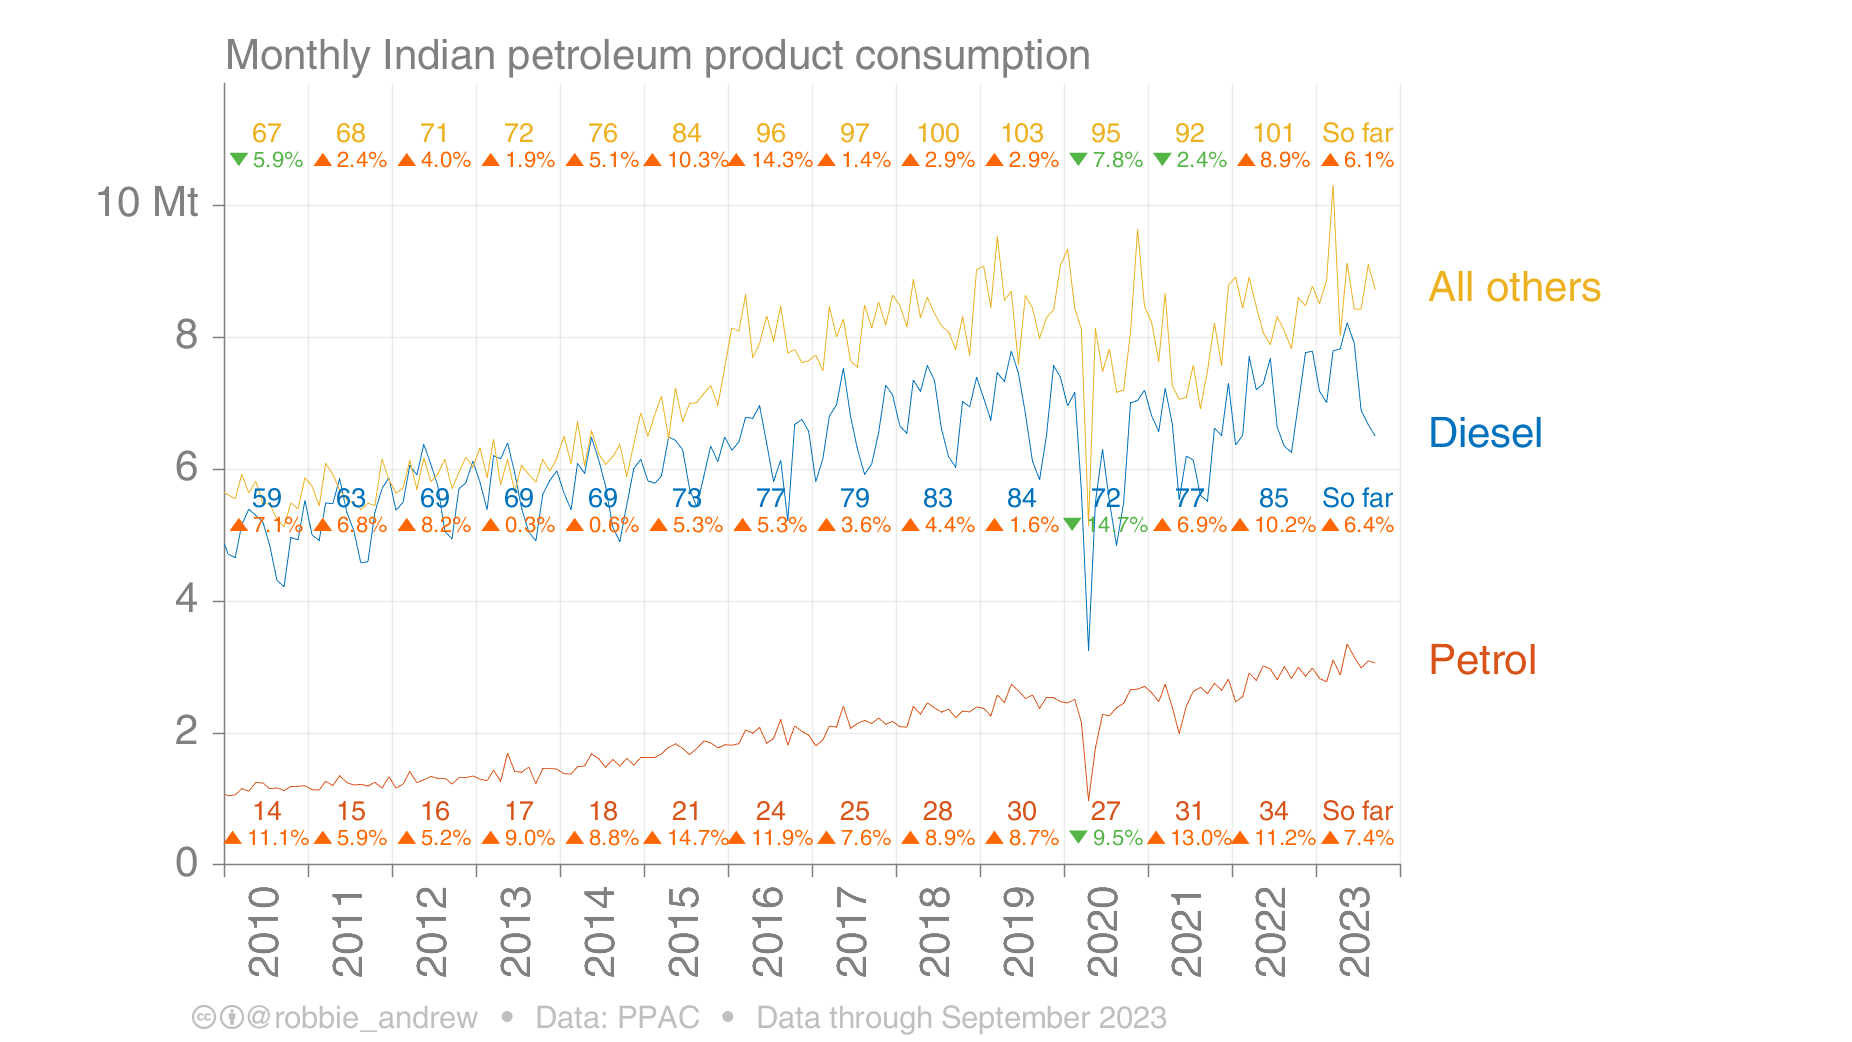 Monthly Indian petroleum product consumption
67 68 71 72 76 84 96 97 100 103 95 92 101 So far
▼ 5.9% ▲ 2.4% ▲ 4.0% ▲ 1.9% ▲ 5.1% ▲ 10.3% ▲ 14.3% ▲ 1.4% ▲ 2.9% ▲ 2.9% ▼ 7.8% ▼ 2.4% ▲ 8.9% ▲ 6.1%
10 Mt
All others
8
Diesel
6
59 63 69 69 69 73 77 79 83 84 72 77 85 So far
▲ 7.1% ▲ 6.8% ▲ 8.2% ▲ 0.3% ▲ 0.6% ▲ 5.3% ▲ 5.3% ▲ 3.6% ▲ 4.4% ▲ 1.6% ▼ 14.7% ▲ 6.9% ▲ 10.2% ▲ 6.4%
4
Petrol
2
14 15 16 17 18 21 24 25 28 30 27 31 34 So far
▲ 11.1% ▲ 5.9% ▲ 5.2% ▲ 9.0% ▲ 8.8% ▲ 14.7% ▲ 11.9% ▲ 7.6% ▲ 8.9% ▲ 8.7% ▼ 9.5% ▲ 13.0% ▲ 11.2% ▲ 7.4%
0
2010 2011 2012 2013 2014 2015 2016 2017 2018 2019 2020 2021 2022 2023
cc @robbie_andrew • Data: PPAC • Data through September 2023